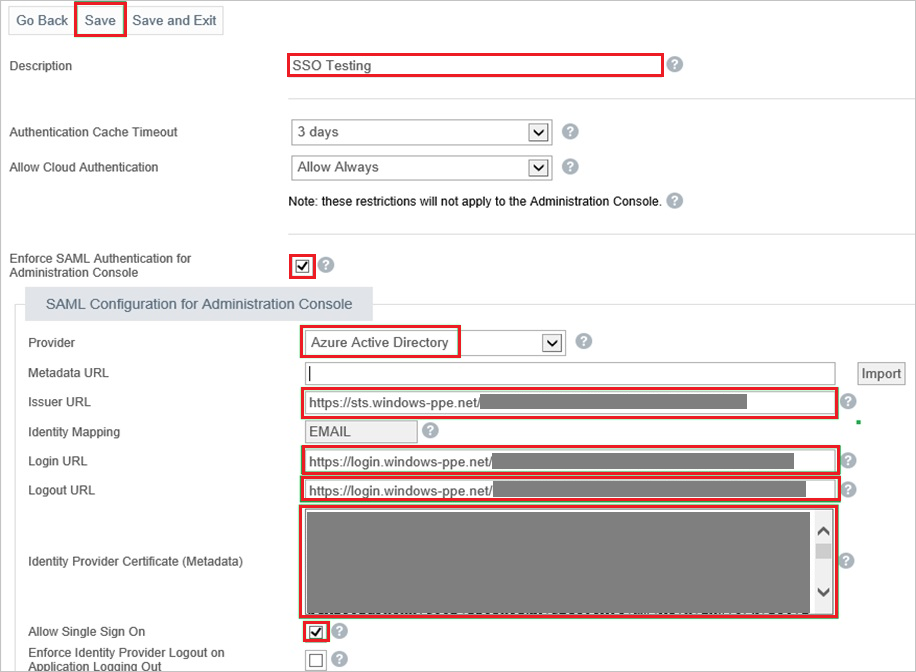 Go Back Save Save and Exit
Description SSO Testing
Authentication Cache Timeout 3 days
Allow Cloud Authentication Allow Always
Note: these restrictions will not apply to the Administration Console.
Enforce SAML Authentication for
Administration Console
SAML Configuration for Administration Console
Provider Azure Active Directory
Metadata URL Import
Issuer URL https://sts.windows-ppe.net/
Identity Mapping EMAIL
Login URL https://login.windows-ppe.net/
Logout URL https://login.windows-ppe.net/
Identity Provider Certificate (Metadata)
Allow Single Sign On
Enforce Identity Provider Logout on
Application Logging Out